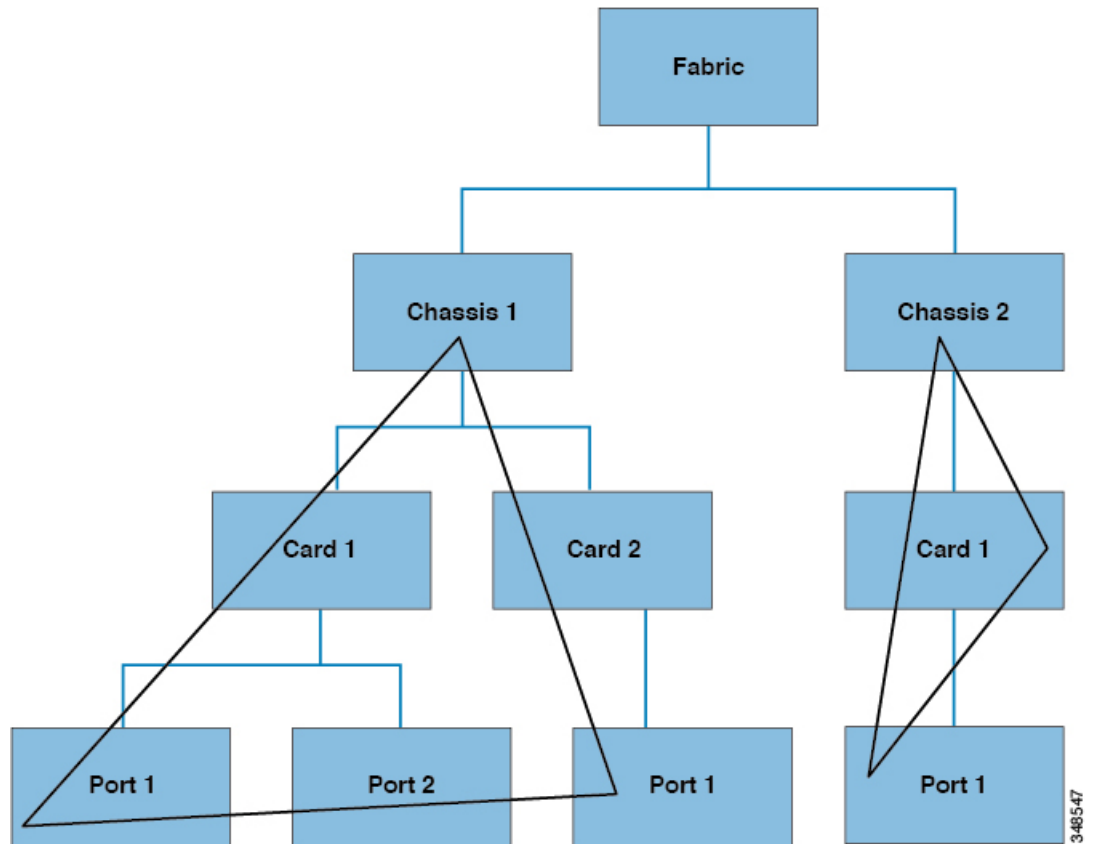 Fabric
Chassis 1
Chassis 2
Card 1
Card 2
Card 1
Port 1
Port 2
Port 1
Port 1
348547